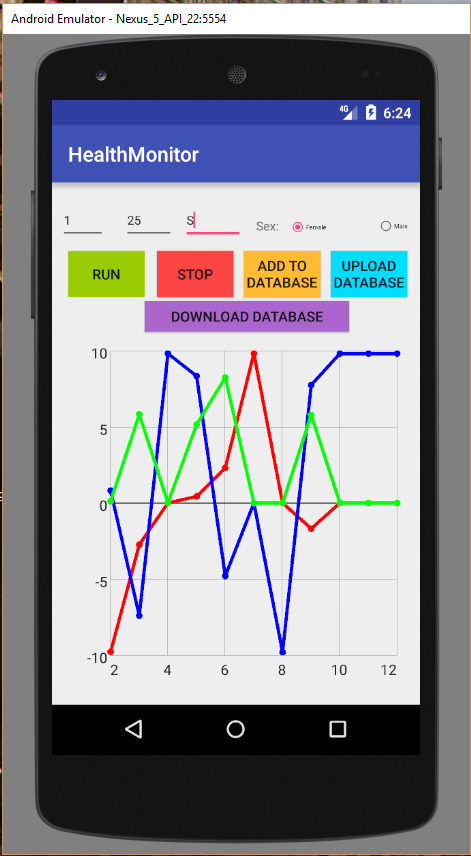 Android Emulator - Nexus_5_API_22:5554
4G 6:24
HealthMonitor
1 25 S Sex: Female Male
RUN STOP ADD TO DATABASE UPLOAD DATABASE
DOWNLOAD DATABASE
10
5
0
-5
-10
2 4 6 8 10 12